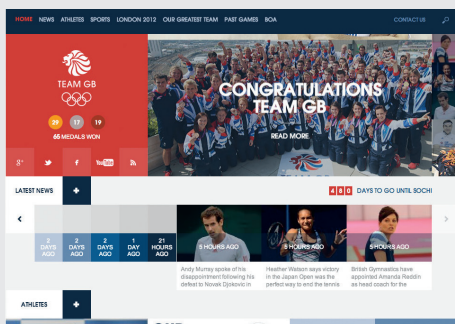 HOME NEWS ATHLETES SPORTS LONDON 2012 OUR GREATEST TEAM PAST GAMES BOA CONTACT US
TEAM GB
29 17 19
65 MEDALS WON
CONGRATULATIONS
TEAM GB
READ MORE
g+ f You Tube
LATEST NEWS +
4 8 0 DAYS TO GO UNTIL SOCHI
2 DAYS AGO
2 DAYS AGO
2 DAYS AGO
1 DAY AGO
21 HOURS AGO
5 HOURS AGO
5 HOURS AGO
5 HOURS AGO
Andy Murray spoke of his
disappointment following his
defeat to Novak Djokovic in
Heather Watson says victory
in the Japan Open was the
perfect way to end the tennis
British Gymnastics have
appointed Amanda Reddin
as head coach for the
ATHLETES +